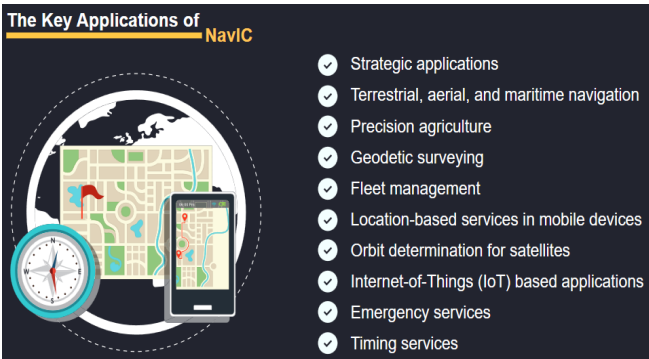 The Key Applications of
NavIC
Strategic applications
Terrestrial, aerial, and maritime navigation
Precision agriculture
Geodetic surveying
Fleet management
Location-based services in mobile devices
Orbit determination for satellites
Internet-of-Things (IoT) based applications
Emergency services
Timing services
N
W
E
S